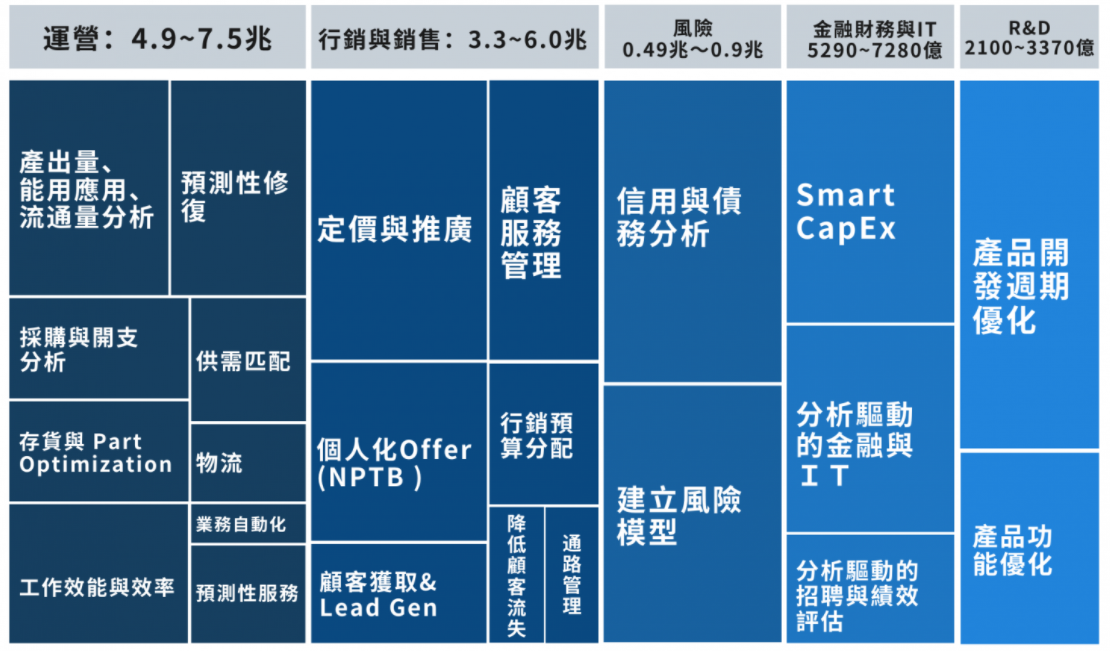 運營：4.9~7.5兆
行銷與銷售：3.3~6.0兆
風險
0.49兆～0.9兆
金融財務與IT
5290~7280億
R&D
2100~3370億
產出量、
能用應用、
流通量分析
預測性修
復
採購與開支
分析
供需匹配
存貨與 Part
Optimization
物流
業務自動化
工作效能與效率
預測性服務
定價與推廣
顧客
服務
管理
個人化Offer
(NPTB )
行銷預
算分配
顧客獲取&
Lead Gen
降低顧客流失
通路管理
信用與債
務分析
建立風險
模型
Smart
CapEx
分析驅動
的金融與
ＩＴ
分析驅動的
招聘與績效
評估
產品開
發週期
優化
產品功
能優化